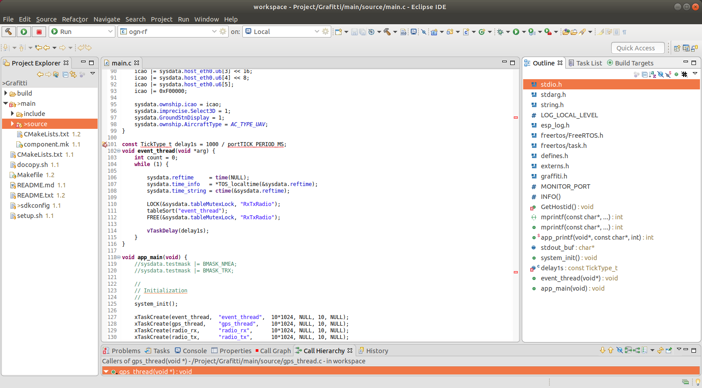 workspace - Project/Grafitti/main/source/main.c - Eclipse IDE
File Edit Source Refactor Navigate Search Project Run Window Help
Run
ogn-rf
on:
Local
Quick Access
Project Explorer
>Grafitti
build
>main
include
>source
CMakeLists.txt 1.2
component.mk 1.1
CMakeLists.txt 1.1
docopy.sh 1.1
Makefile 1.2
README.md 1.1
README.txt 1.2
>sdkconfig 1.1
setup.sh 1.1
main.c
90 icao |= sysdata.host_eth0.u6[3] << 16;
91 icao |= sysdata.host_eth0.u6[4] << 8;
92 icao |= sysdata.host_eth0.u6[5];
93 icao |= 0xF00000;
94
95 sysdata.ownship.icao = icao;
96 sysdata.imprecise.Select3D = 1;
97 sysdata.GroundStnDisplay = 1;
98 sysdata.ownship.AircraftType = AC_TYPE_UAV;
99 }
100
101 const TickType_t delay1s = 1000 / portTICK_PERIOD_MS;
102 void event_thread(void *arg) {
103 int count = 0;
104 while (1) {
105
106 sysdata.reftime = time(NULL);
107 sysdata.time_info = *TOS_localtime(&sysdata.reftime);
108 sysdata.time_string = ctime(&sysdata.reftime);
109
110 LOCK(&sysdata.tableMutexLock, "RxTxRadio");
111 tableSort("event_thread");
112 FREE(&sysdata.tableMutexLock, "RxTxRadio");
113
114 vTaskDelay(delay1s);
115 }
116 }
117
118 void app_main(void) {
119 //sysdata.testmask |= BMASK_NMEA;
120 //sysdata.testmask |= BMASK_TRX;
121
122 //
123 // Initialization
124 //
125 system_init();
126
127 xTaskCreate(event_thread, "event_thread", 10*1024, NULL, 10, NULL);
128 xTaskCreate(gps_thread, "gps_thread", 10*1024, NULL, 10, NULL);
129 xTaskCreate(radio_rx, "radio_rx", 10*1024, NULL, 10, NULL);
130 xTaskCreate(radio_tx, "radio_tx", 10*1024, NULL, 10, NULL);
Outline
Task List
Build Targets
stdio.h
stdarg.h
string.h
LOG_LOCAL_LEVEL
esp_log.h
freertos/FreeRTOS.h
freertos/task.h
defines.h
externs.h
graffiti.h
MONITOR_PORT
INFO()
GetHostid() : void
mprintf(const char*, ...) : int
mprintf(const char*, ...) : int
app_printf(void*, const char*, int) : int
stdout_buf : char*
system_init() : void
delay1s : const TickType_t
event_thread(void*) : void
app_main(void) : void
Problems Tasks Console Properties Call Graph Call Hierarchy History
Callers of gps_thread(void *) - /Project/Grafitti/main/source/gps_thread.c - in workspace
gps_thread(void *) : void